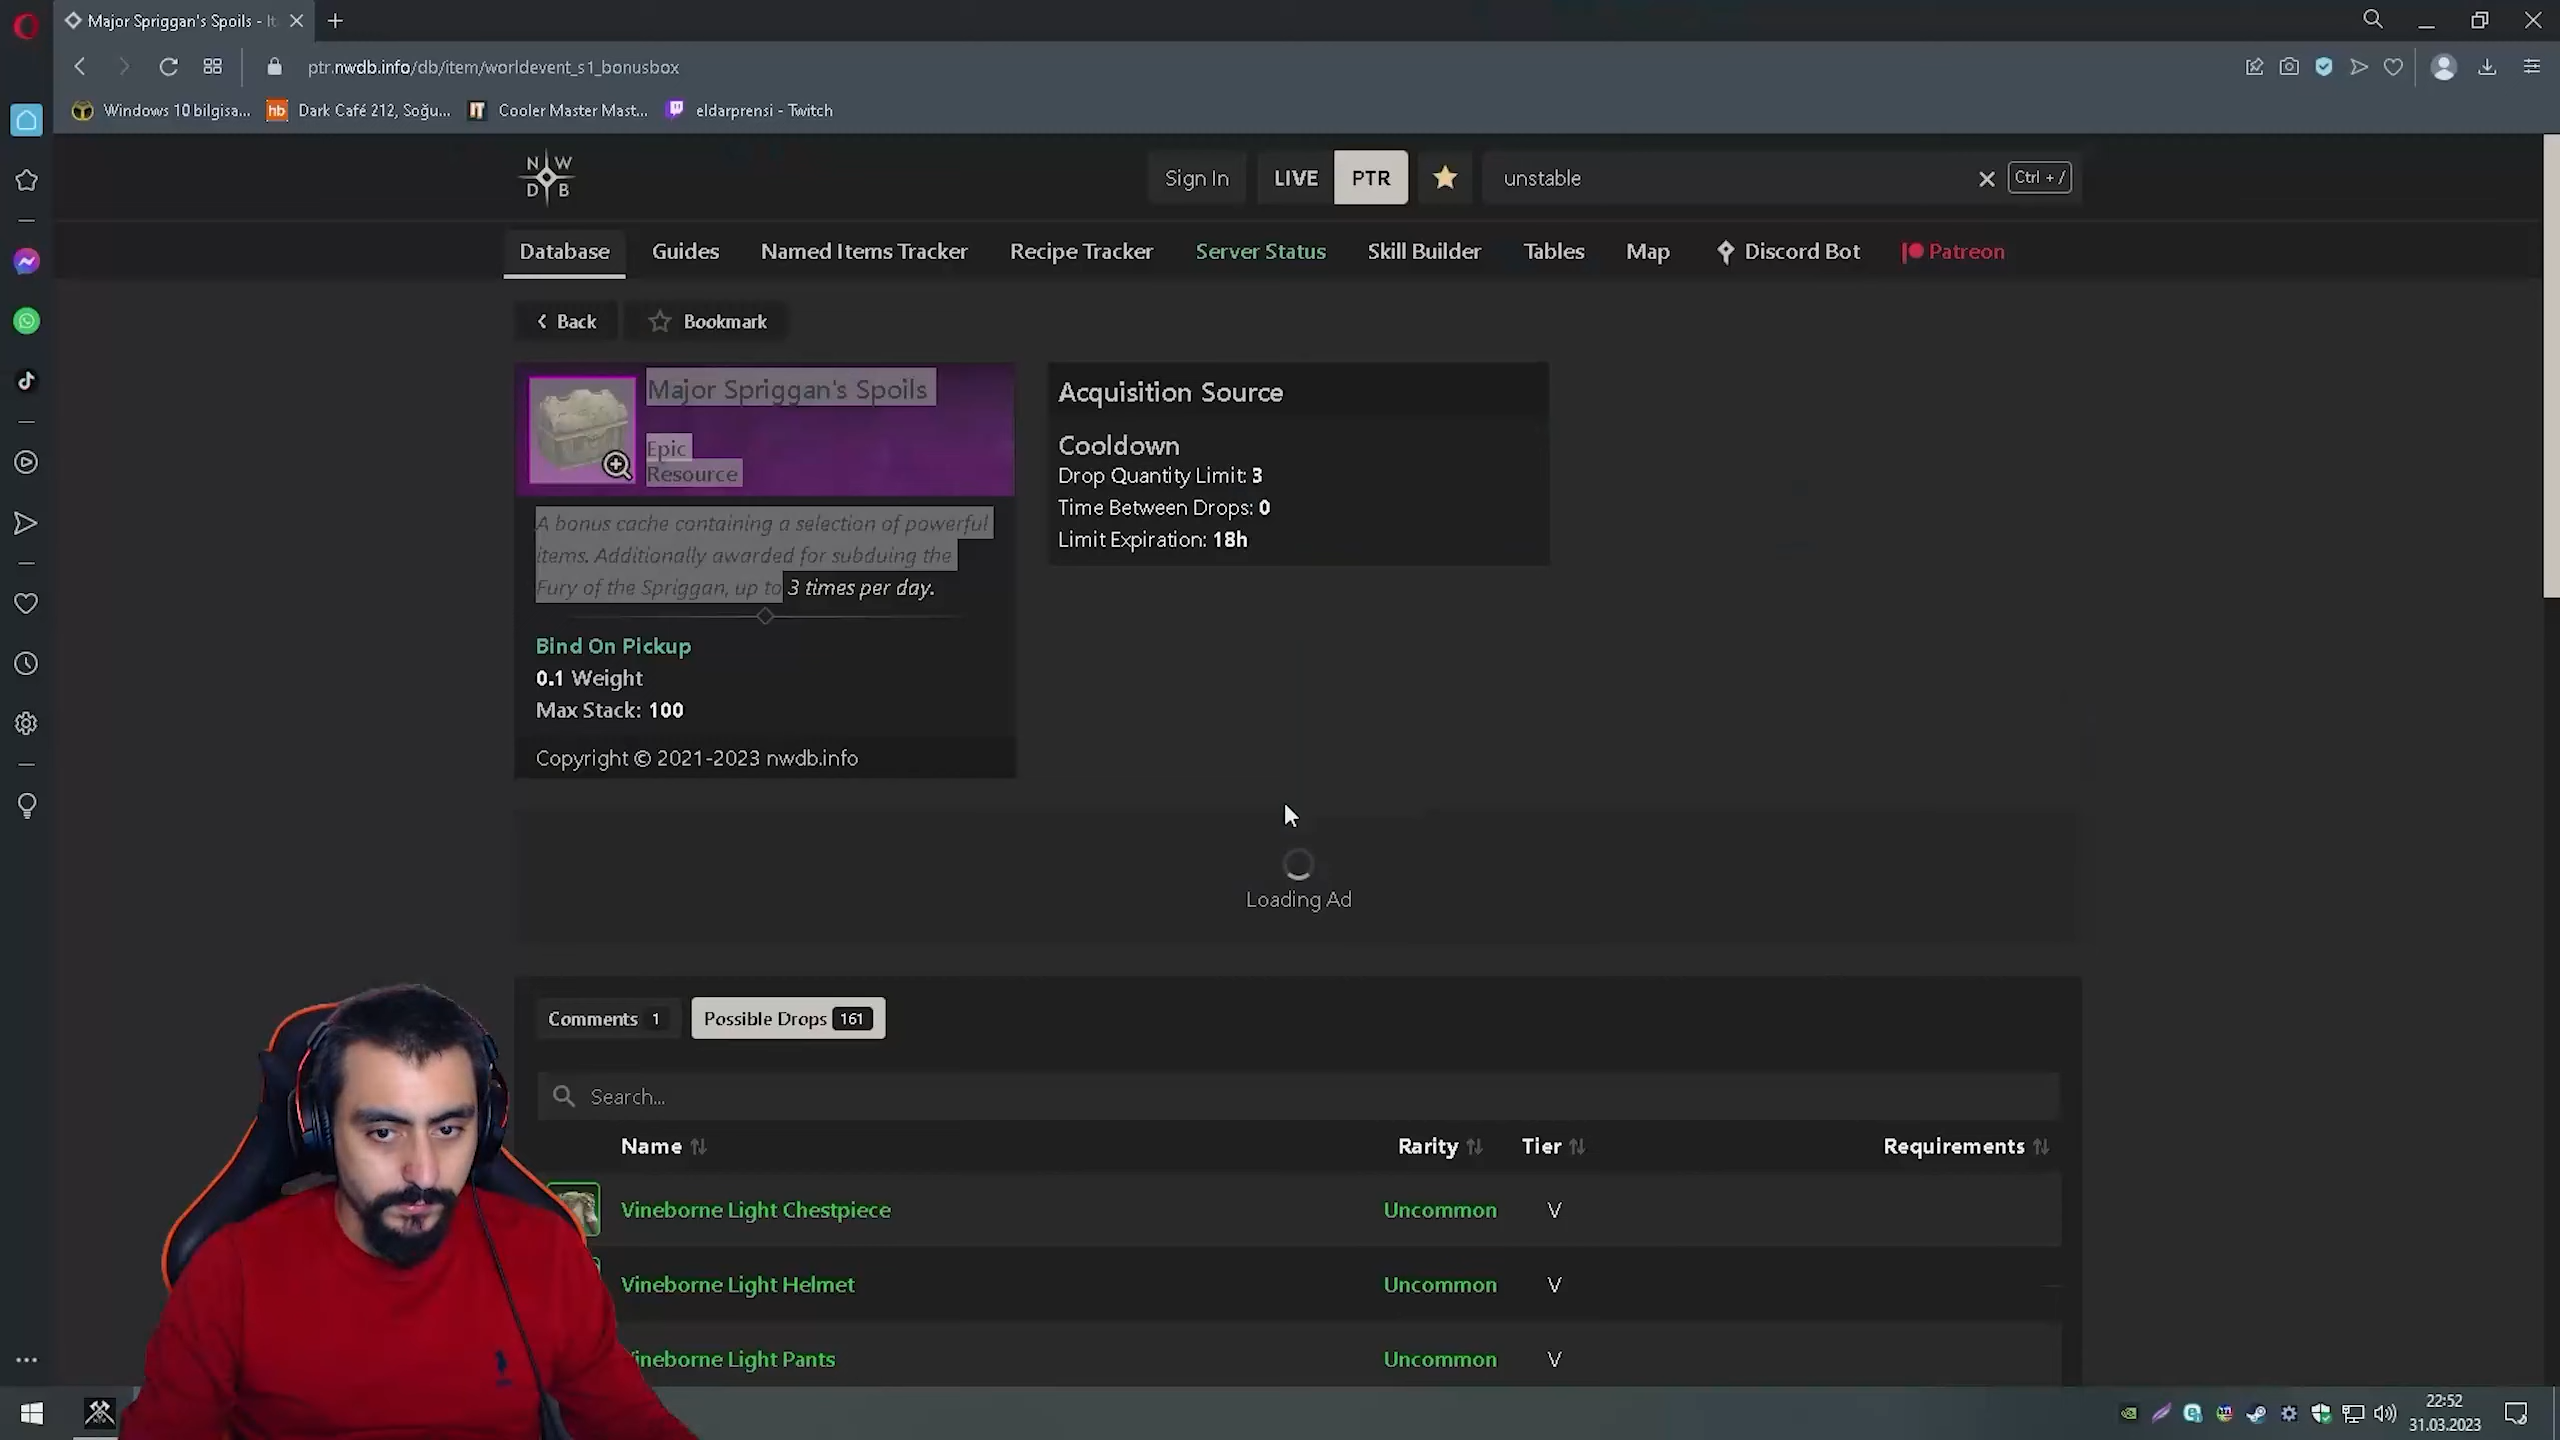 Major Spriggan's Spoils - It
ptr.nwdb.info/db/item/worldevent_s1_bonusbox
Windows 10 bilgisa...
hb
Dark Café 212, Soğu...
IT
Cooler Master Mast...
eldarprensi - Twitch
N W
D B
Sign In
LIVE
PTR
unstable
Ctrl + /
Database
Guides
Named Items Tracker
Recipe Tracker
Server Status
Skill Builder
Tables
Map
Discord Bot
Patreon
Back
Bookmark
Major Spriggan's Spoils
Epic
Resource
A bonus cache containing a selection of powerful
items. Additionally awarded for subduing the
Fury of the Spriggan, up to 3 times per day.
Bind On Pickup
0.1 Weight
Max Stack: 100
Copyright © 2021-2023 nwdb.info
Acquisition Source
Cooldown
Drop Quantity Limit: 3
Time Between Drops: 0
Limit Expiration: 18h
Loading Ad
Comments 1
Possible Drops 161
Search...
Name
Rarity
Tier
Requirements
Vineborne Light Chestpiece
Uncommon
V
Vineborne Light Helmet
Uncommon
V
ineborne Light Pants
Uncommon
V
22:52
31.03.2023